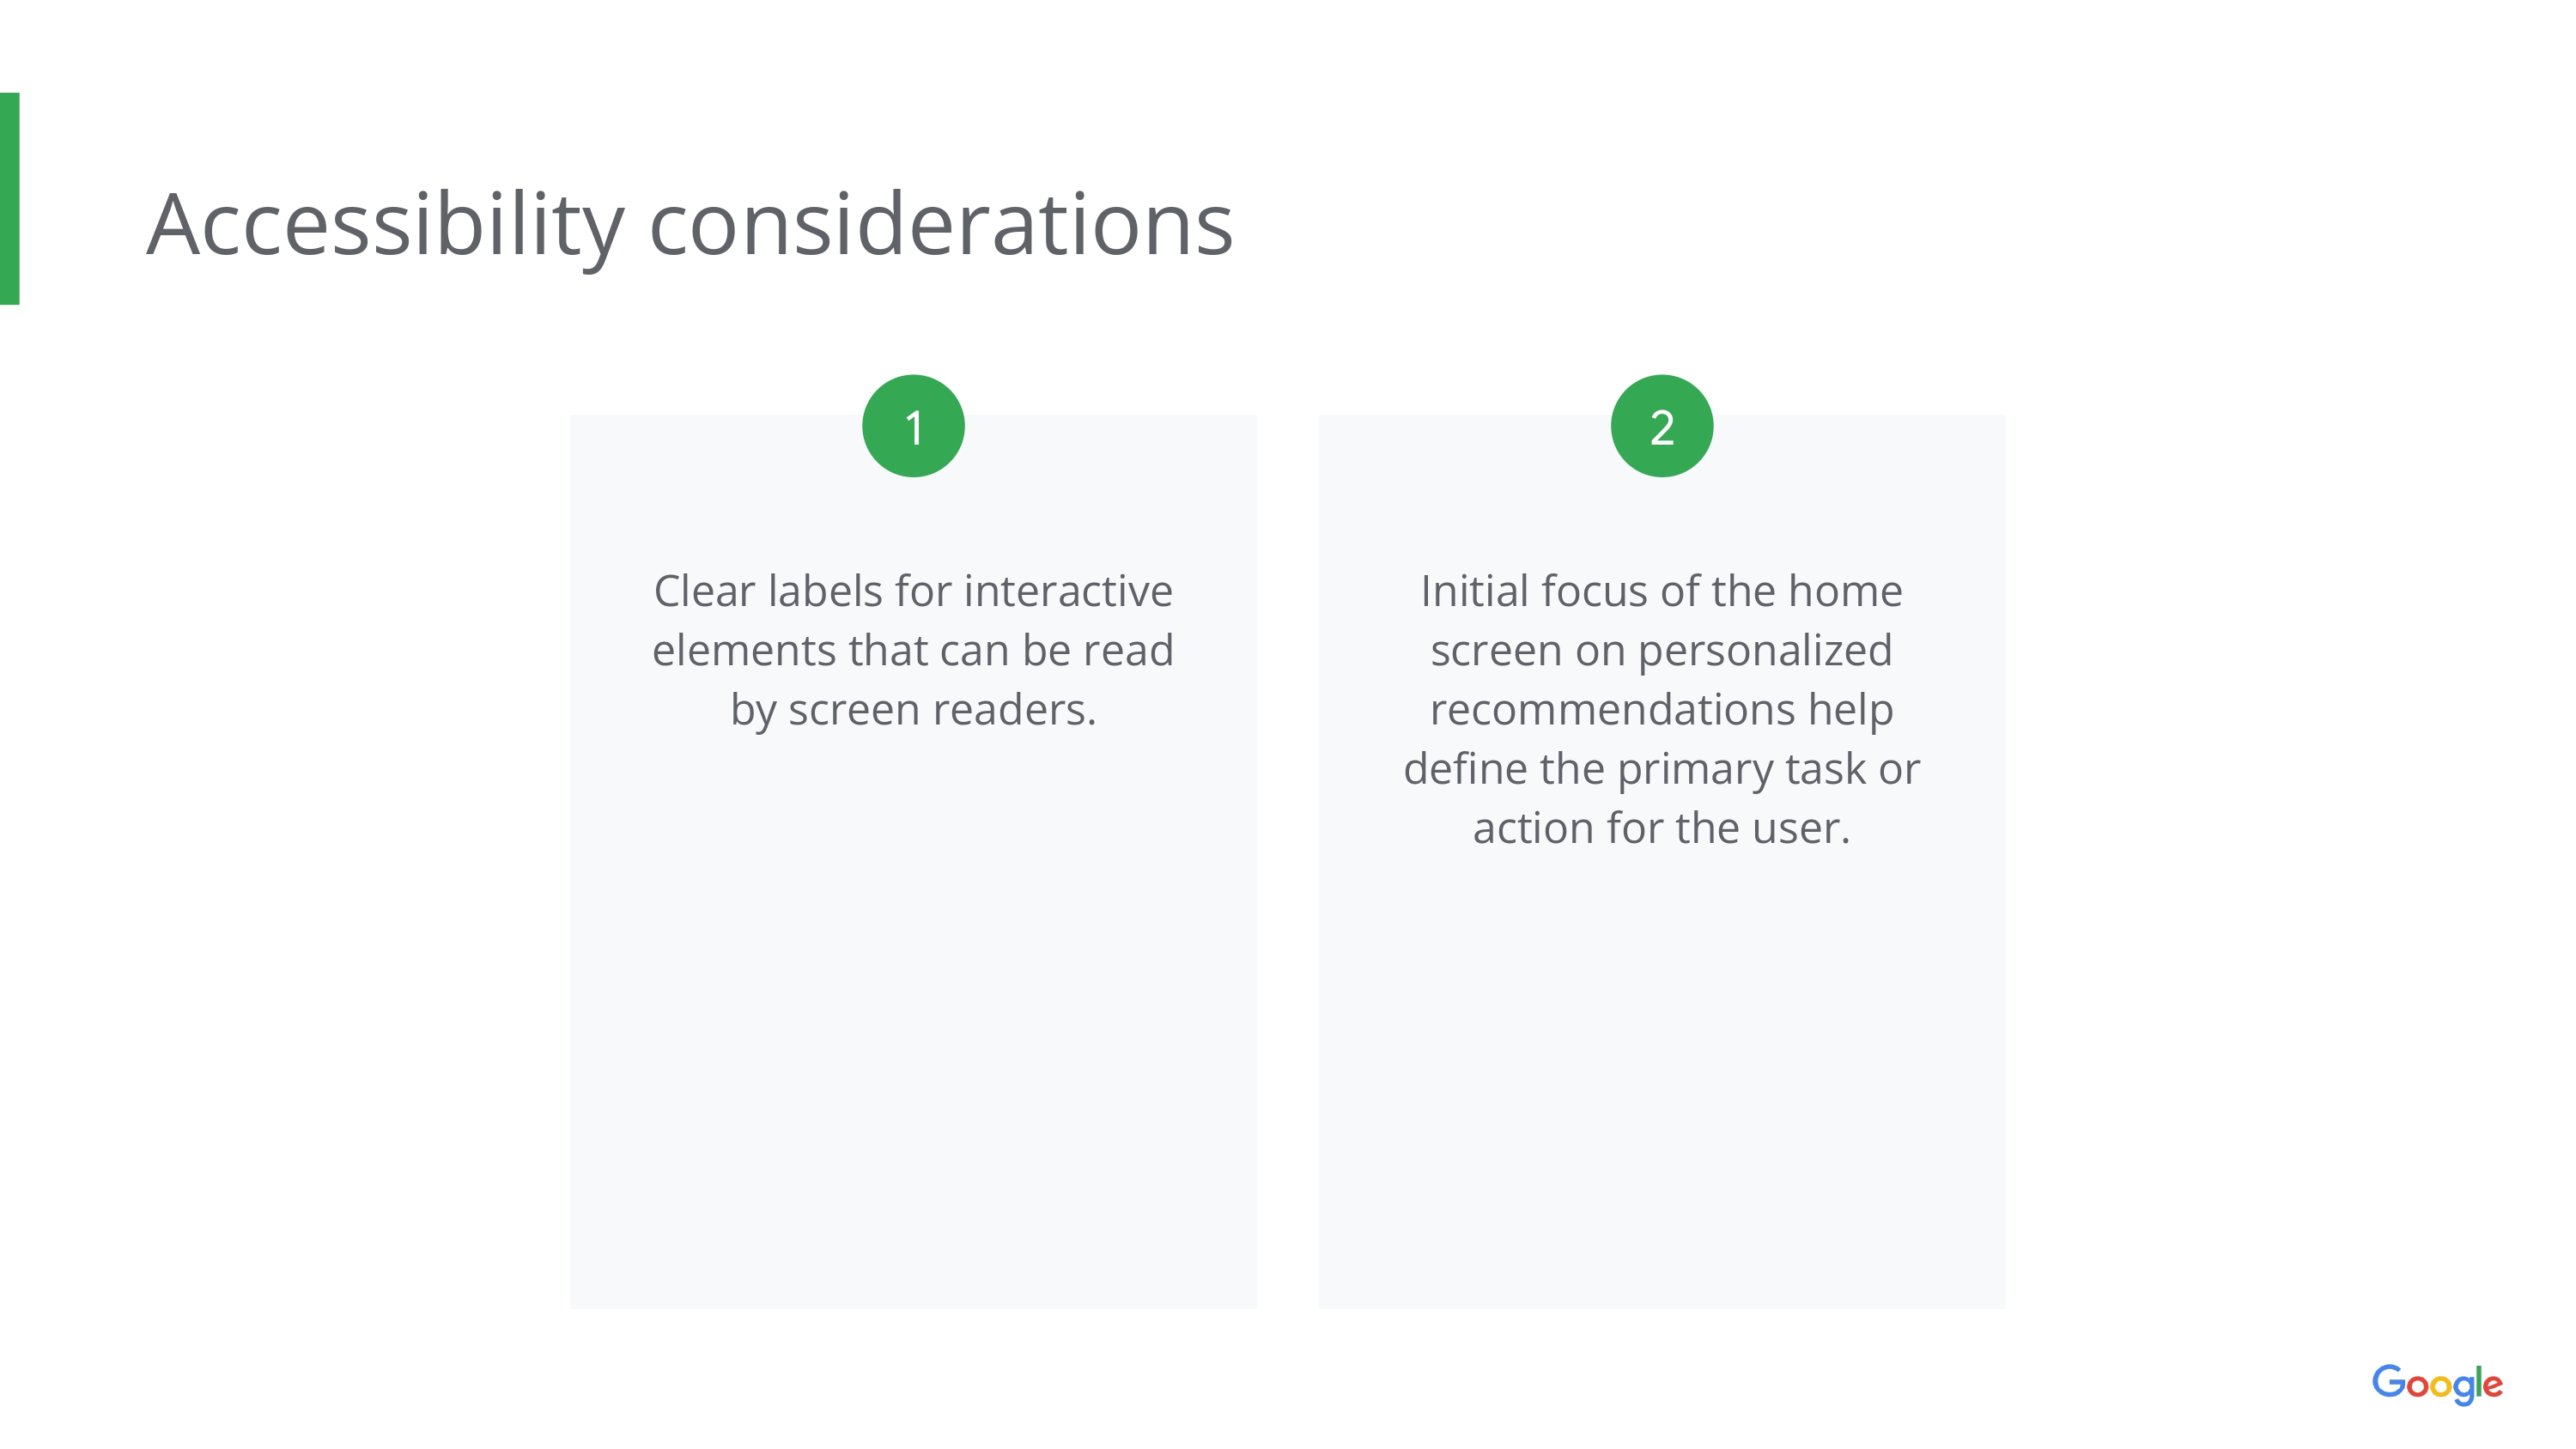 Accessibility considerations
1
Clear labels for interactive
elements that can be read
by screen readers.
2
Initial focus of the home
screen on personalized
recommendations help
define the primary task or
action for the user.
Google